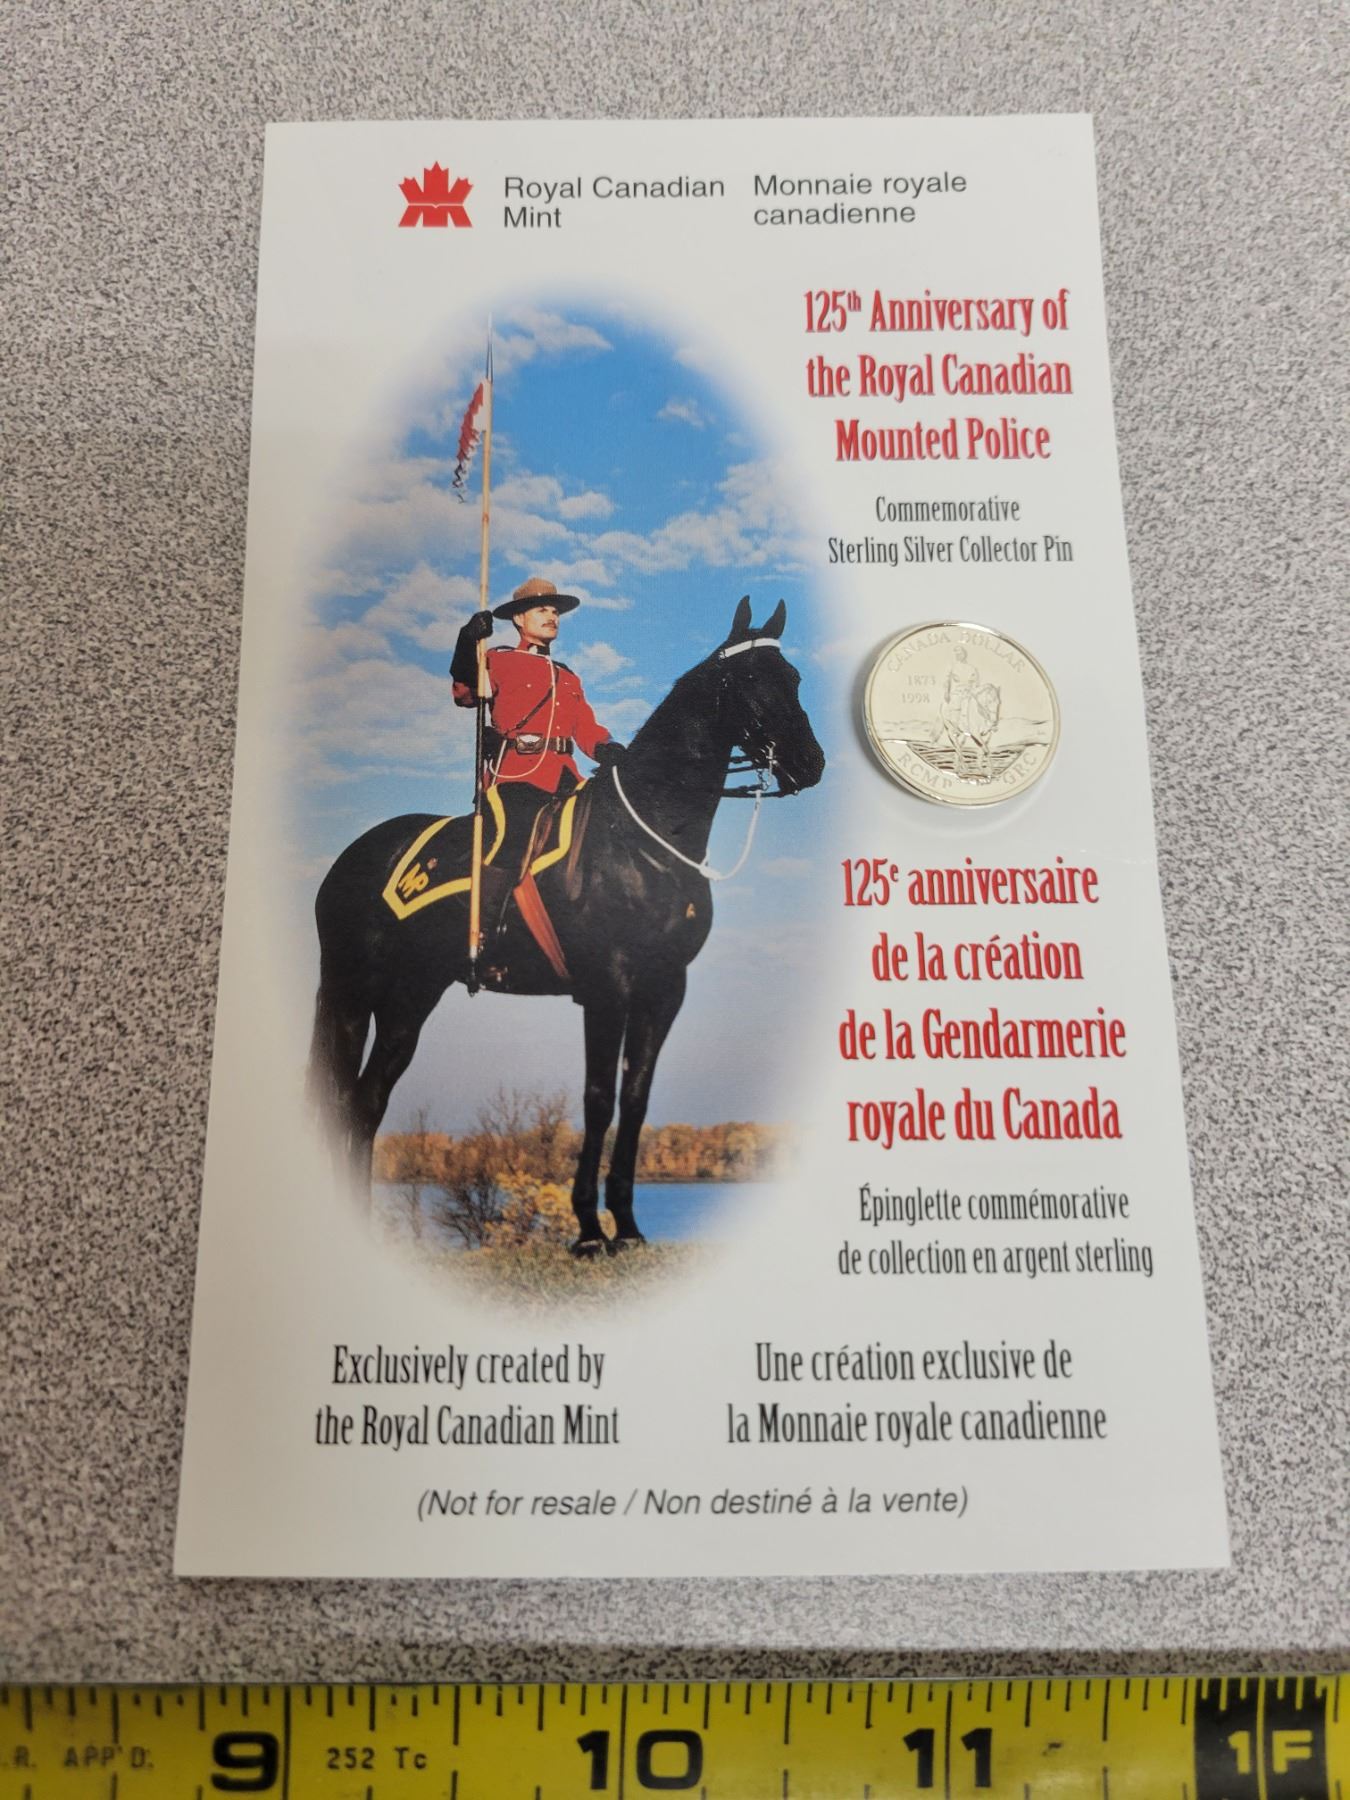 Royal Canadian
Mint
Monnaie royale
canadienne
125th Anniversary of
the Royal Canadian
Mounted Police
Commemorative
Sterling Silver Collector Pin
CANADA DOLLAR
1873
1998
RCMP GRC
MP
125e anniversaire
de la création
de la Gendarmerie
royale du Canada
Épinglette commémorative
de collection en argent sterling
Exclusively created by
the Royal Canadian Mint
Une création exclusive de
la Monnaie royale canadienne
(Not for resale / Non destiné à la vente)
.R. APP'D. 9 252 Tc 10 11 1F